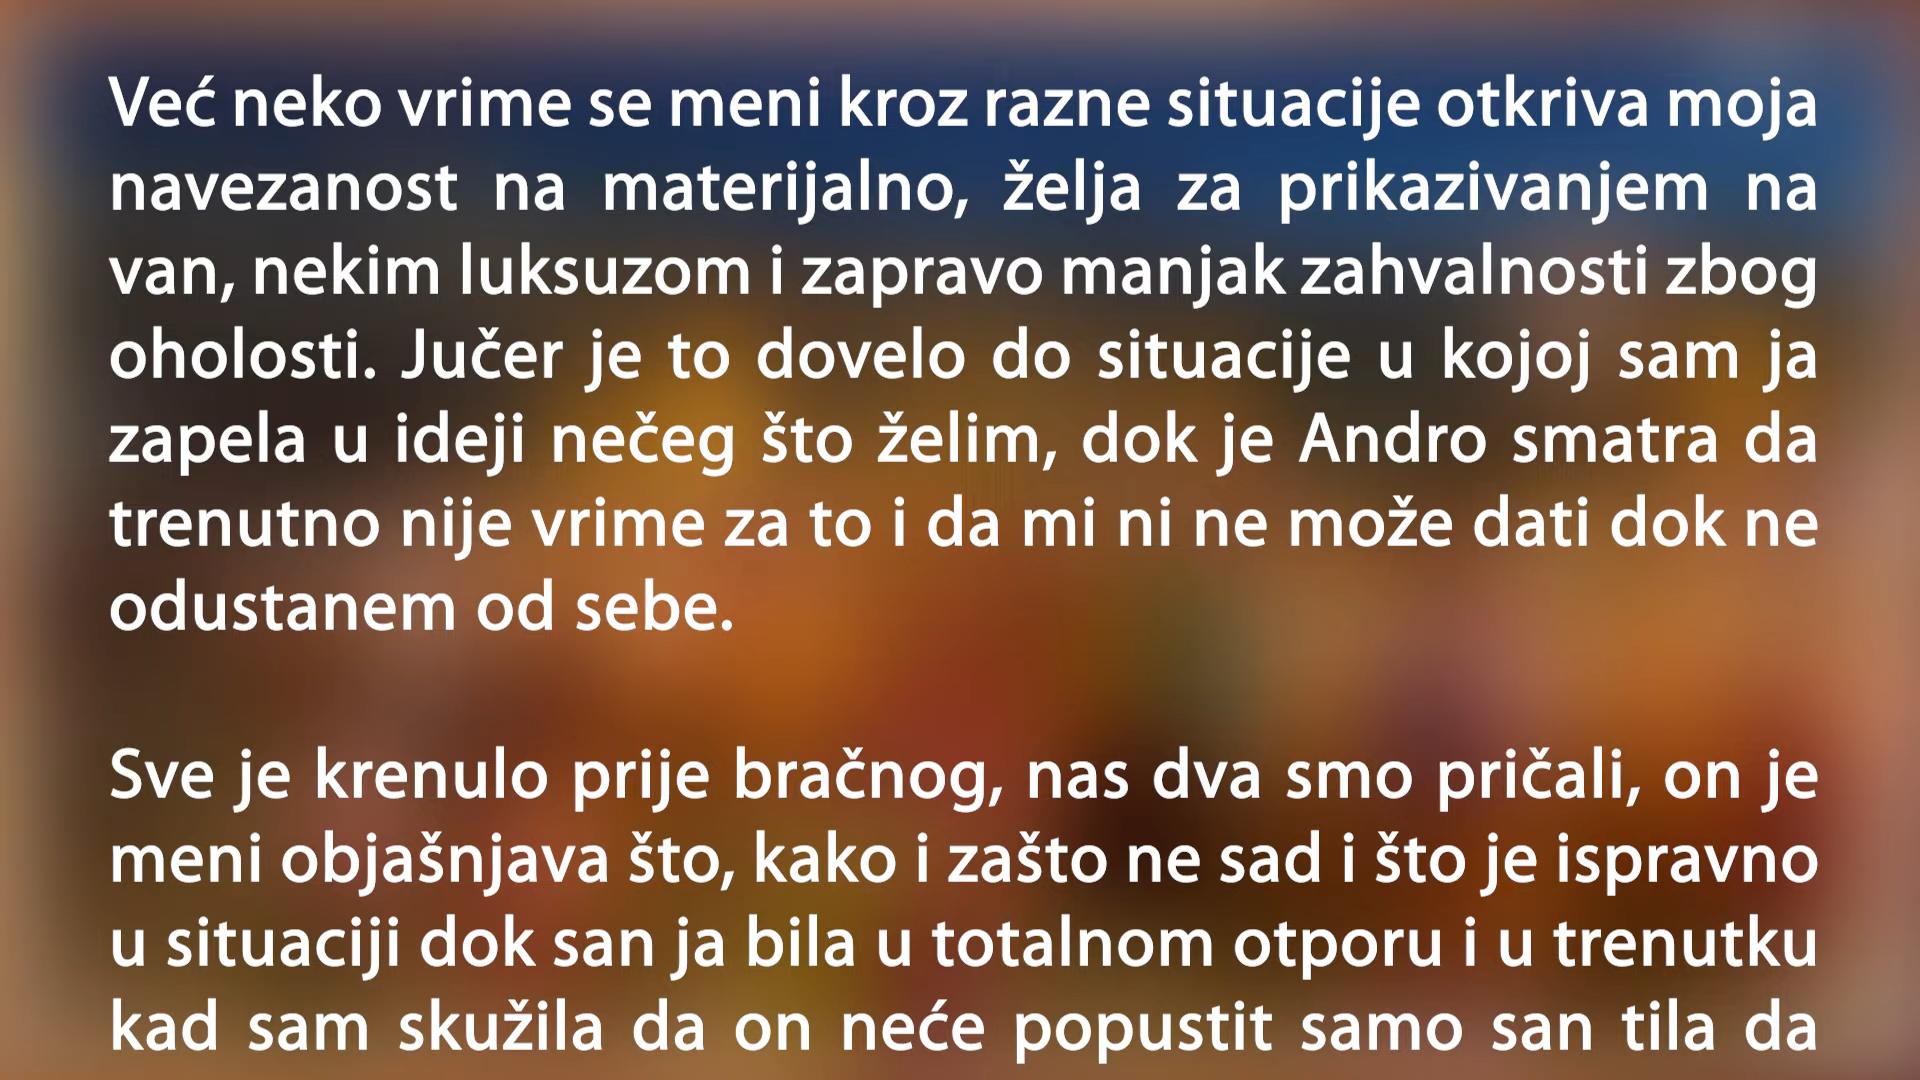 Već neko vrime se meni kroz razne situacije otkriva moja
navezanost na materijalno, želja za prikazivanjem na
van, nekim luksuzom i zapravo manjak zahvalnosti zbog
oholosti. Jučer je to dovelo do situacije u kojoj sam ja
zapela u ideji nečeg što želim, dok je Andro smatra da
trenutno nije vrime za to i da mi ni ne može dati dok ne
odustanem od sebe.
Sve je krenulo prije bračnog, nas dva smo pričali, on je
meni objašnjava što, kako i zašto ne sad i što je ispravno
u situaciji dok san ja bila u totalnom otporu i u trenutku
kad sam skužila da on neće popustit samo san tila da